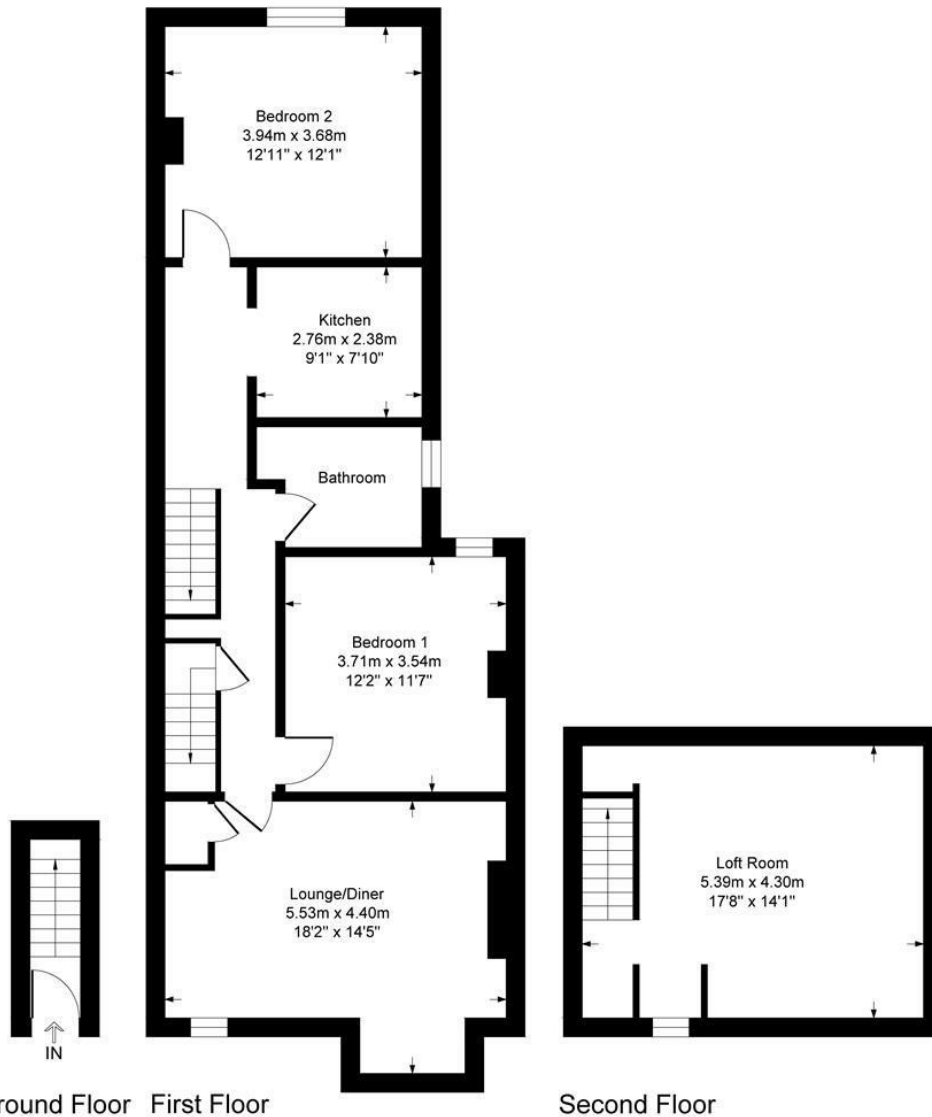 Bedroom 2
3.94m x 3.68m
12'11" x 12'1"
Kitchen
2.76m x 2.38m
9'1" x 7'10"
Bathroom
Bedroom 1
3.71m x 3.54m
12'2" x 11'7"
Lounge/Diner
5.53m x 4.40m
18'2" x 14'5"
Loft Room
5.39m x 4.30m
17'8" x 14'1"
IN
round Floor First Floor Second Floor